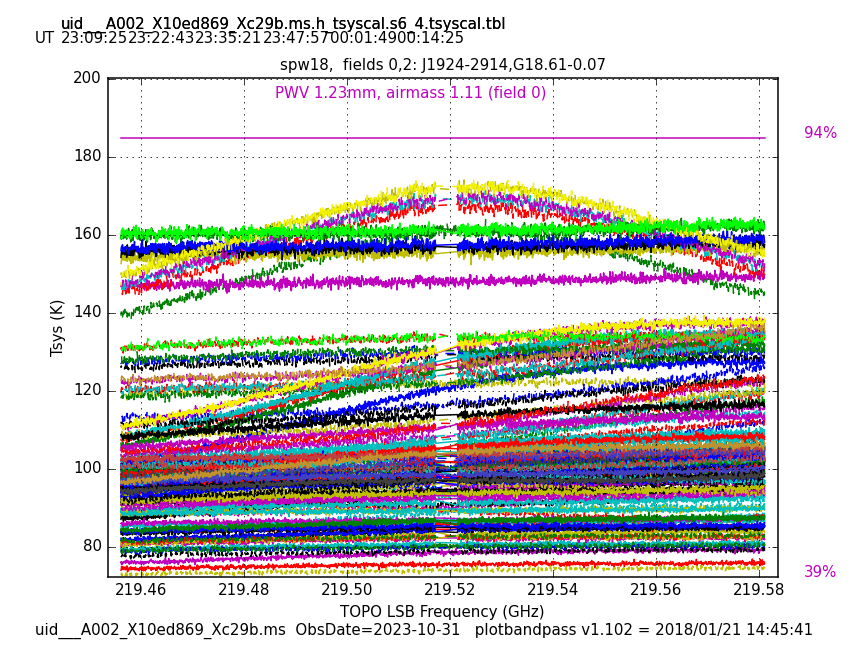 uid___A002_X10ed869_Xc29b.ms.h_tsyscal.s6_4.tsyscal.tbl
UT 23:09:25 23:22:43 23:35:21 23:47:57 00:01:49 00:14:25
spw18,  fields 0,2: J1924-2914,G18.61-0.07
PWV 1.23mm, airmass 1.11 (field 0)
200
94%
180
160
140
Tsys (K)
120
100
80
39%
219.46 219.48 219.50 219.52 219.54 219.56 219.58
TOPO LSB Frequency (GHz)
uid___A002_X10ed869_Xc29b.ms  ObsDate=2023-10-31   plotbandpass v1.102 = 2018/01/21 14:45:41